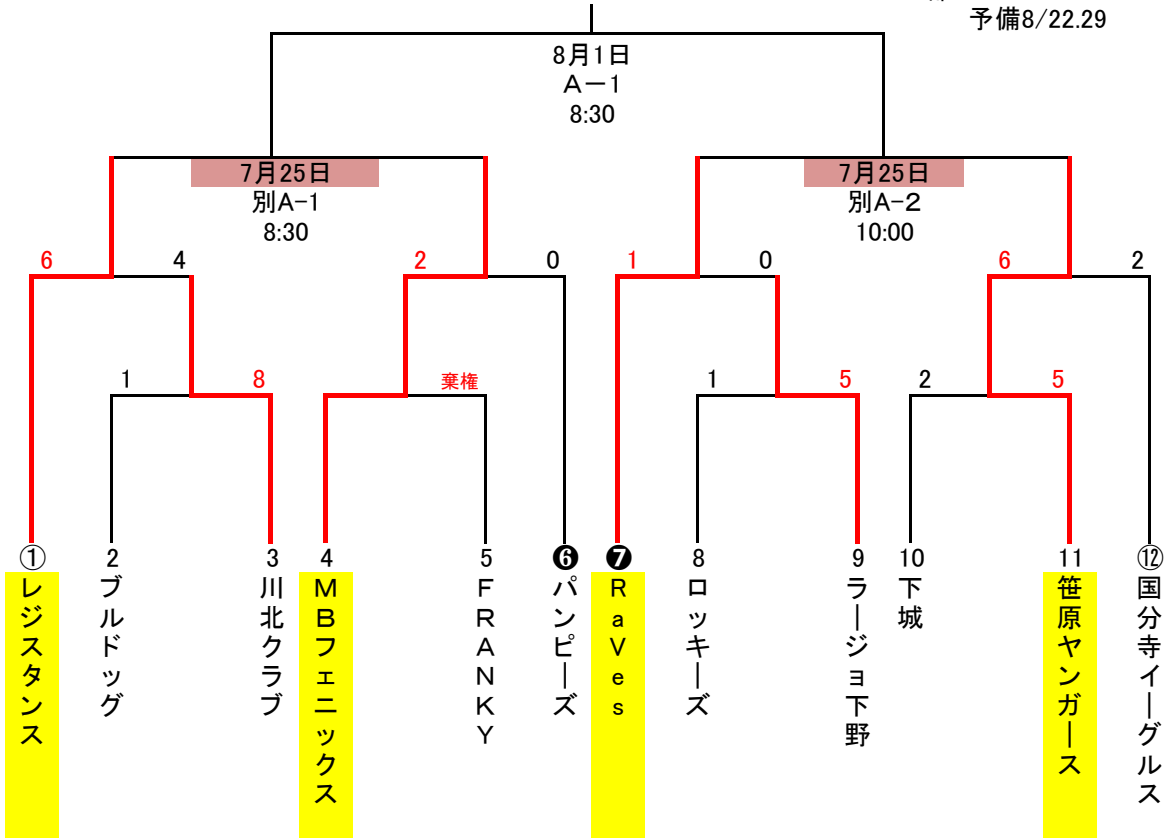 予備8/22.29
8月1日
A－1
8:30
7月25日
別A-1
8:30
7月25日
別A-2
10:00
6
4
2
0
1
0
6
2
1
8
棄権
1
5
2
5
①
2
3
4
5
❻
❼
8
9
10
11
⑫
レジスタンス
ブルドッグ
川北クラブ
MBフェニックス
FRANKY
パンピーズ
RaVes
ロッキーズ
ラージョ下野
下城
笹原ヤンガース
国分寺イーグルス